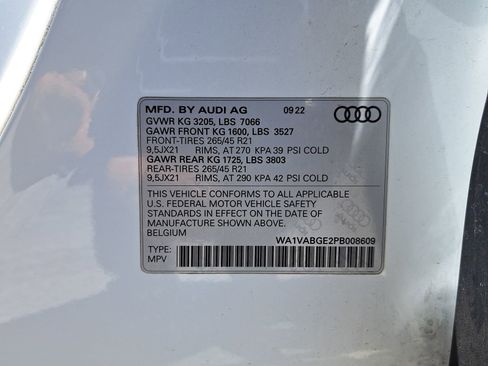 MFD. BY AUDI AG 09 22
GVWR KG 3205, LBS 7066
GAWR FRONT KG 1600, LBS 3527
FRONT-TIRES 265/45 R21
9,5JX21 RIMS, AT 270 KPA 39 PSI COLD
GAWR REAR KG 1725, LBS 3803
REAR-TIRES 265/45 R21
9,5JX21 RIMS, AT 290 KPA 42 PSI COLD
THIS VEHICLE CONFORMS TO ALL APPLICABLE
U.S. FEDERAL MOTOR VEHICLE SAFETY
STANDARDS IN EFFECT ON THE DATE OF
MANUFACTURE SHOWN ABOVE.
BELGIUM WA1VABGE2PB008609
TYPE:
MPV